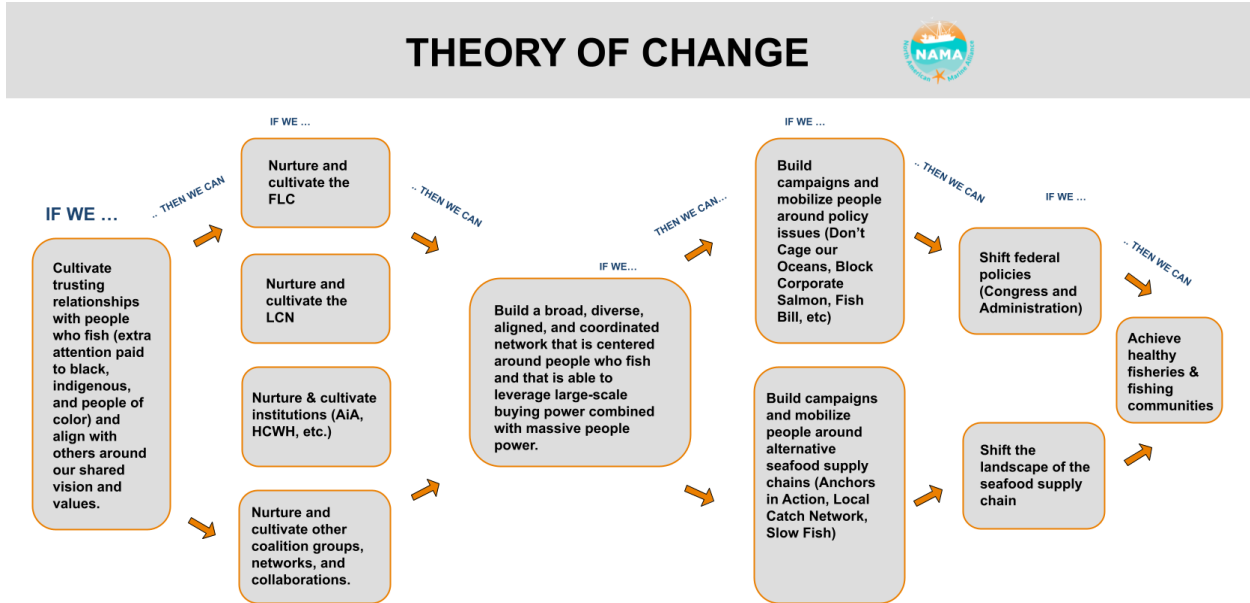 THEORY OF CHANGE
North American
NAMA
Marine Alliance
IF WE ...
Cultivate
trusting
relationships
with people
who fish (extra
attention paid
to black,
indigenous,
and people of
color) and
align with
others around
our shared
vision and
values.
.. THEN WE CAN
IF WE ...
Nurture and
cultivate the
FLC
Nurture and
cultivate the
LCN
Nurture & cultivate
institutions (AiA,
HCWH, etc.)
Nurture and
cultivate other
coalition groups,
networks, and
collaborations.
.. THEN WE CAN
IF WE...
Build a broad, diverse,
aligned, and coordinated
network that is centered
around people who fish
and that is able to
leverage large-scale
buying power combined
with massive people
power.
THEN WE CAN...
IF WE ...
Build
campaigns and
mobilize people
around policy
issues (Don’t
Cage our
Oceans, Block
Corporate
Salmon, Fish
Bill, etc)
Build campaigns
and mobilize
people around
alternative
seafood supply
chains (Anchors
in Action, Local
Catch Network,
Slow Fish)
.. THEN WE CAN
IF WE ...
Shift federal
policies
(Congress and
Administration)
Shift the
landscape of the
seafood supply
chain
.. THEN WE CAN
Achieve
healthy
fisheries &
fishing
communities